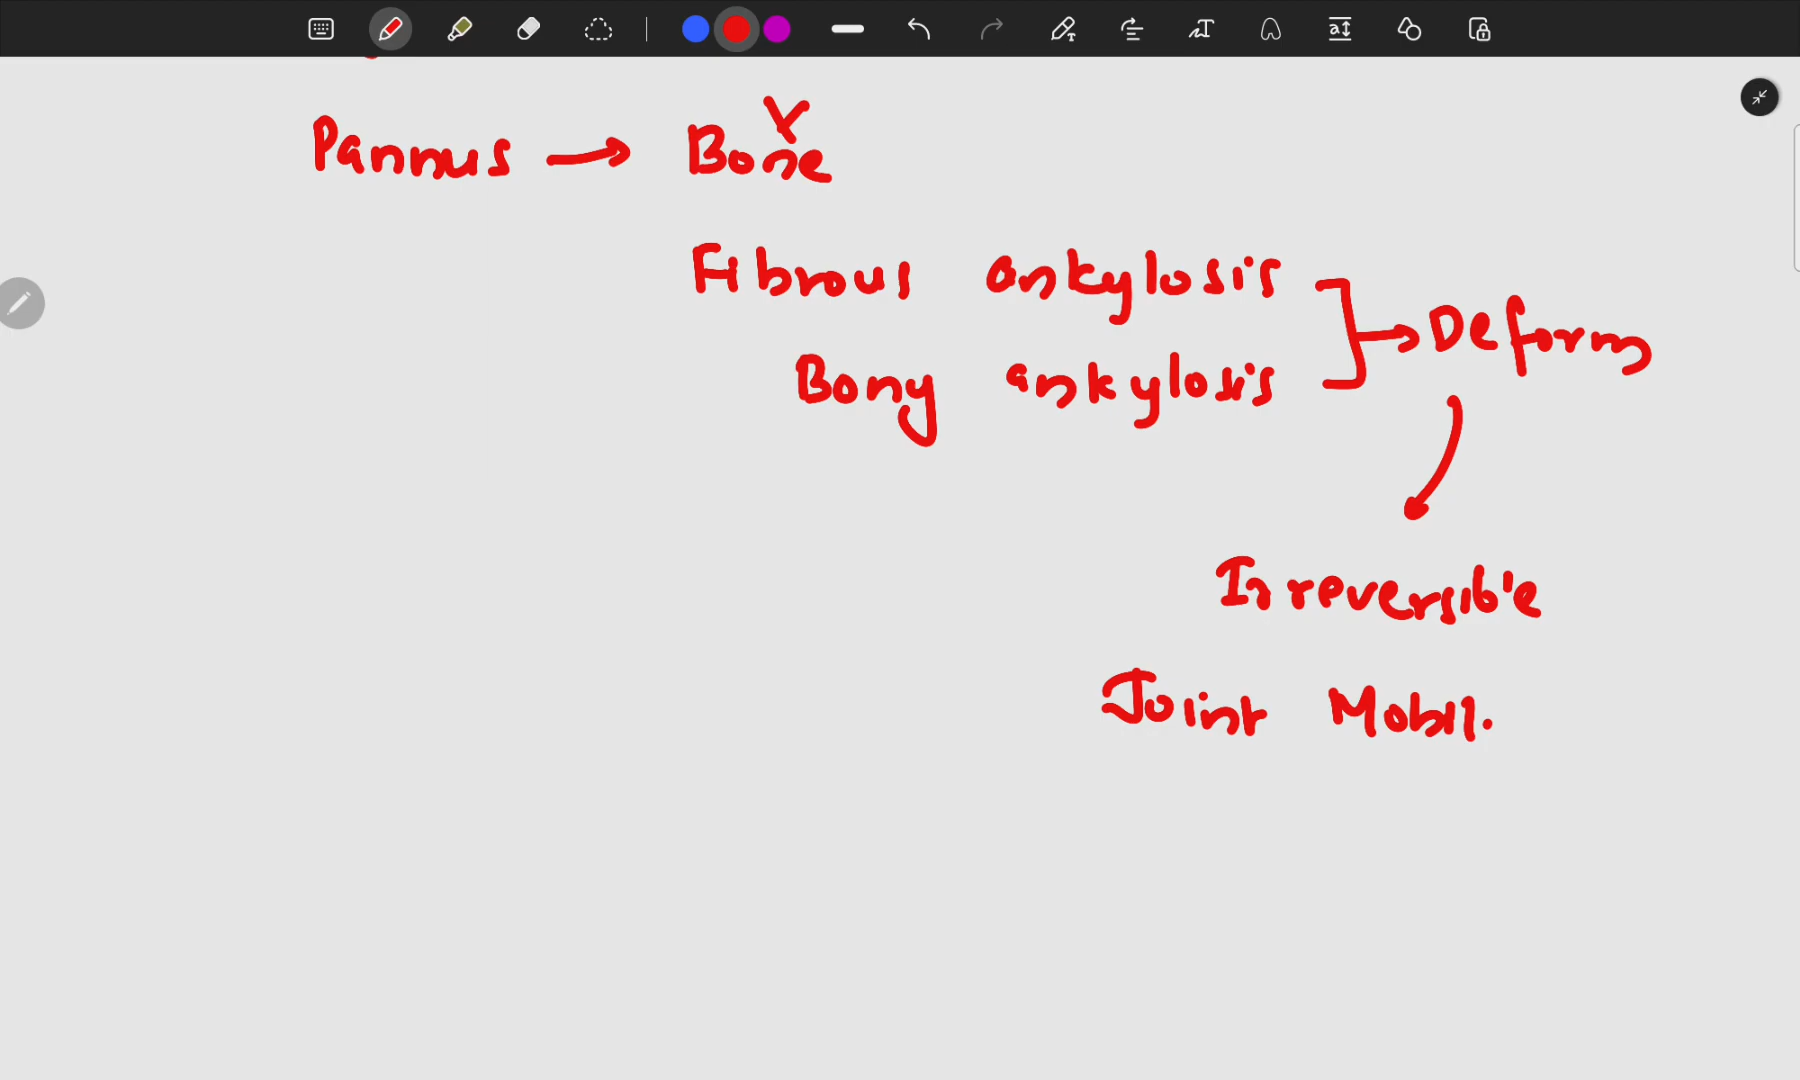 Pannus → Bone
Fibrous ankylosis
Bony ankylosis
→ Deform
Irreversible
Joint Mobil.